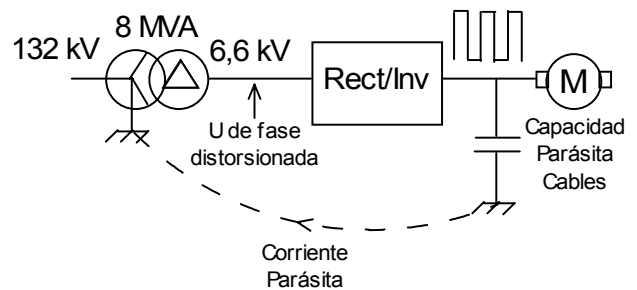 8 MVA
132 kV
6,6 kV
Rect/Inv
M
U de fase
distorsionada
Capacidad
Parásita
Cables
Corriente
Parásita